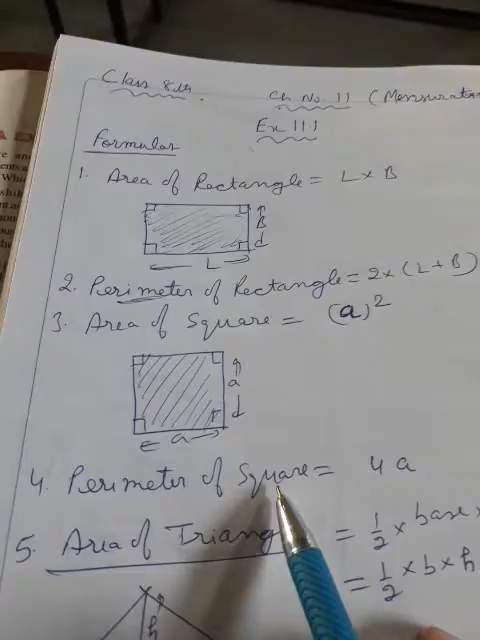 Class 8th. Ch No. 11 (Mensuration
Ex 11.1
Formulas
1. Area of Rectangle = L × B
B
L
2. Perimeter of Rectangle = 2 × (L + B)
3. Area of Square = (a)²
a
a
4. Perimeter of Square = 4 a
5. Area of Triang = 1/2 × base ×
= 1/2 × b × h
h